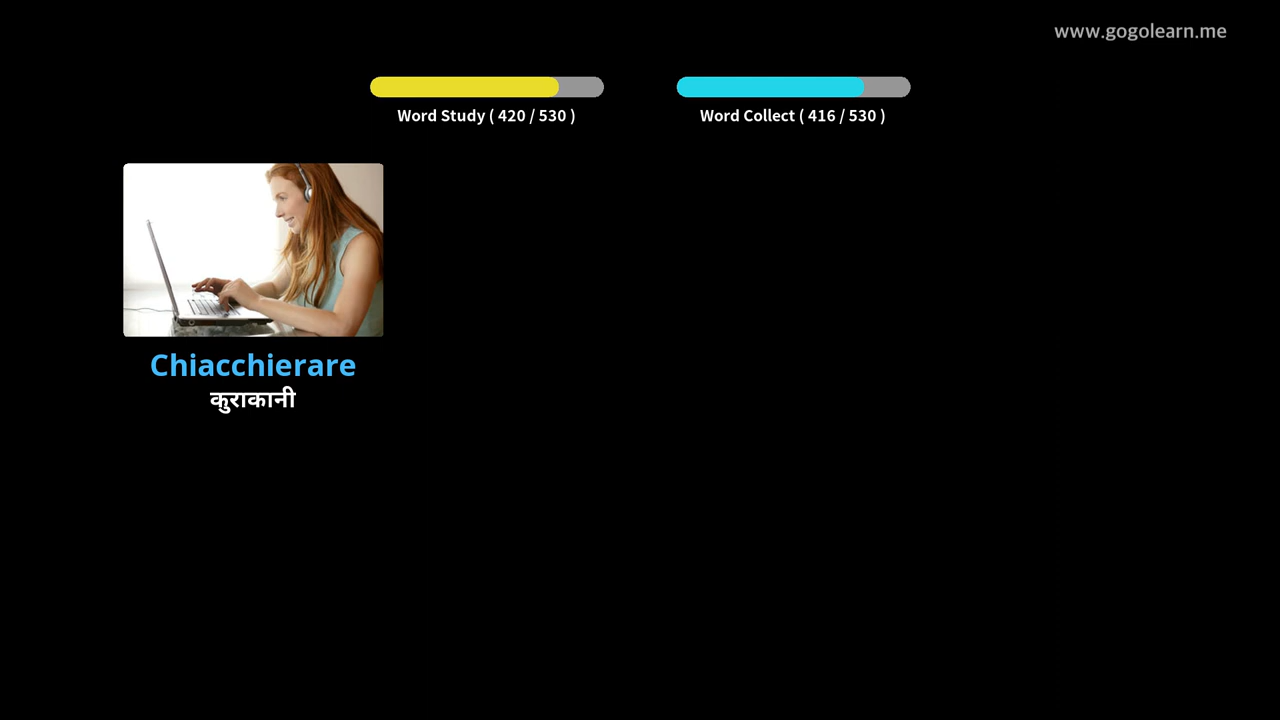 www.gogolearn.me
Word Study ( 420 / 530 )
Word Collect ( 416 / 530 )
Chiacchierare
कुराकानी